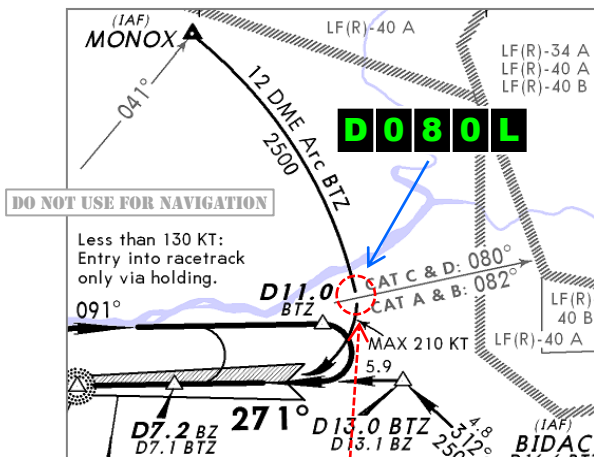 (IAF)
MONOX
LF(R)-40 A
LF(R)-34 A
LF(R)-40 A
LF(R)-40 B
041°
12 DME Arc BTZ
2500
D080L
DO NOT USE FOR NAVIGATION
Less than 130 KT:
Entry into racetrack
only via holding.
CAT C & D: 080°
CAT A & B: 082°
D11.0
BTZ
091°
LF(R)
40 B
LF(R)-40 A
MAX 210 KT
5.9
271°
D7.2 BZ
D7.1 BTZ
D13.0 BTZ
D13.1 BZ
4.8
312°
250
(IAF)
BIDAC